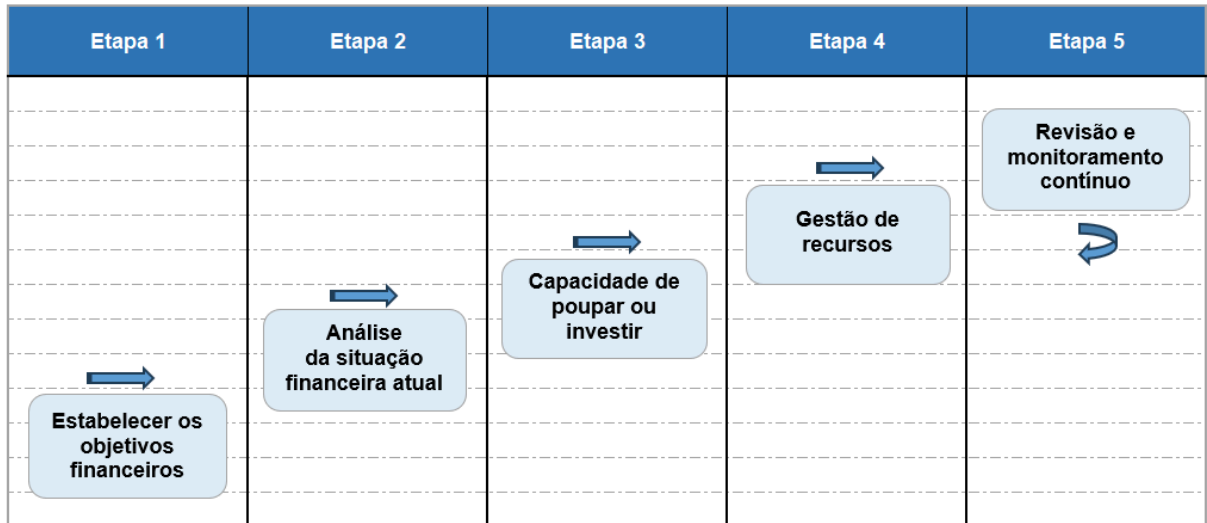 Etapa 1
Etapa 2
Etapa 3
Etapa 4
Etapa 5
Estabelecer os
objetivos
financeiros
Análise
da situação
financeira atual
Capacidade de
poupar ou
investir
Gestão de
recursos
Revisão e
monitoramento
contínuo